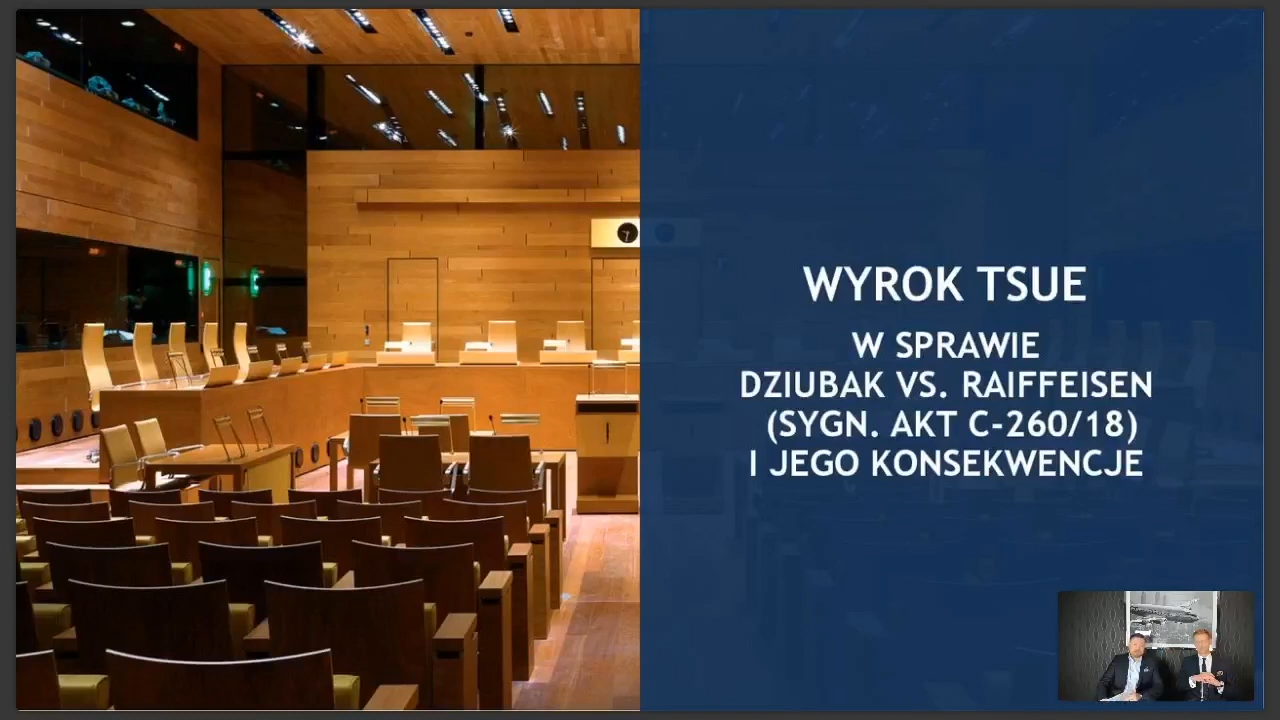 WYROK TSUE
W SPRAWIE
DZIUBAK VS. RAIFFEISEN
(SYGN. AKT C-260/18)
I JEGO KONSEKWENCJE